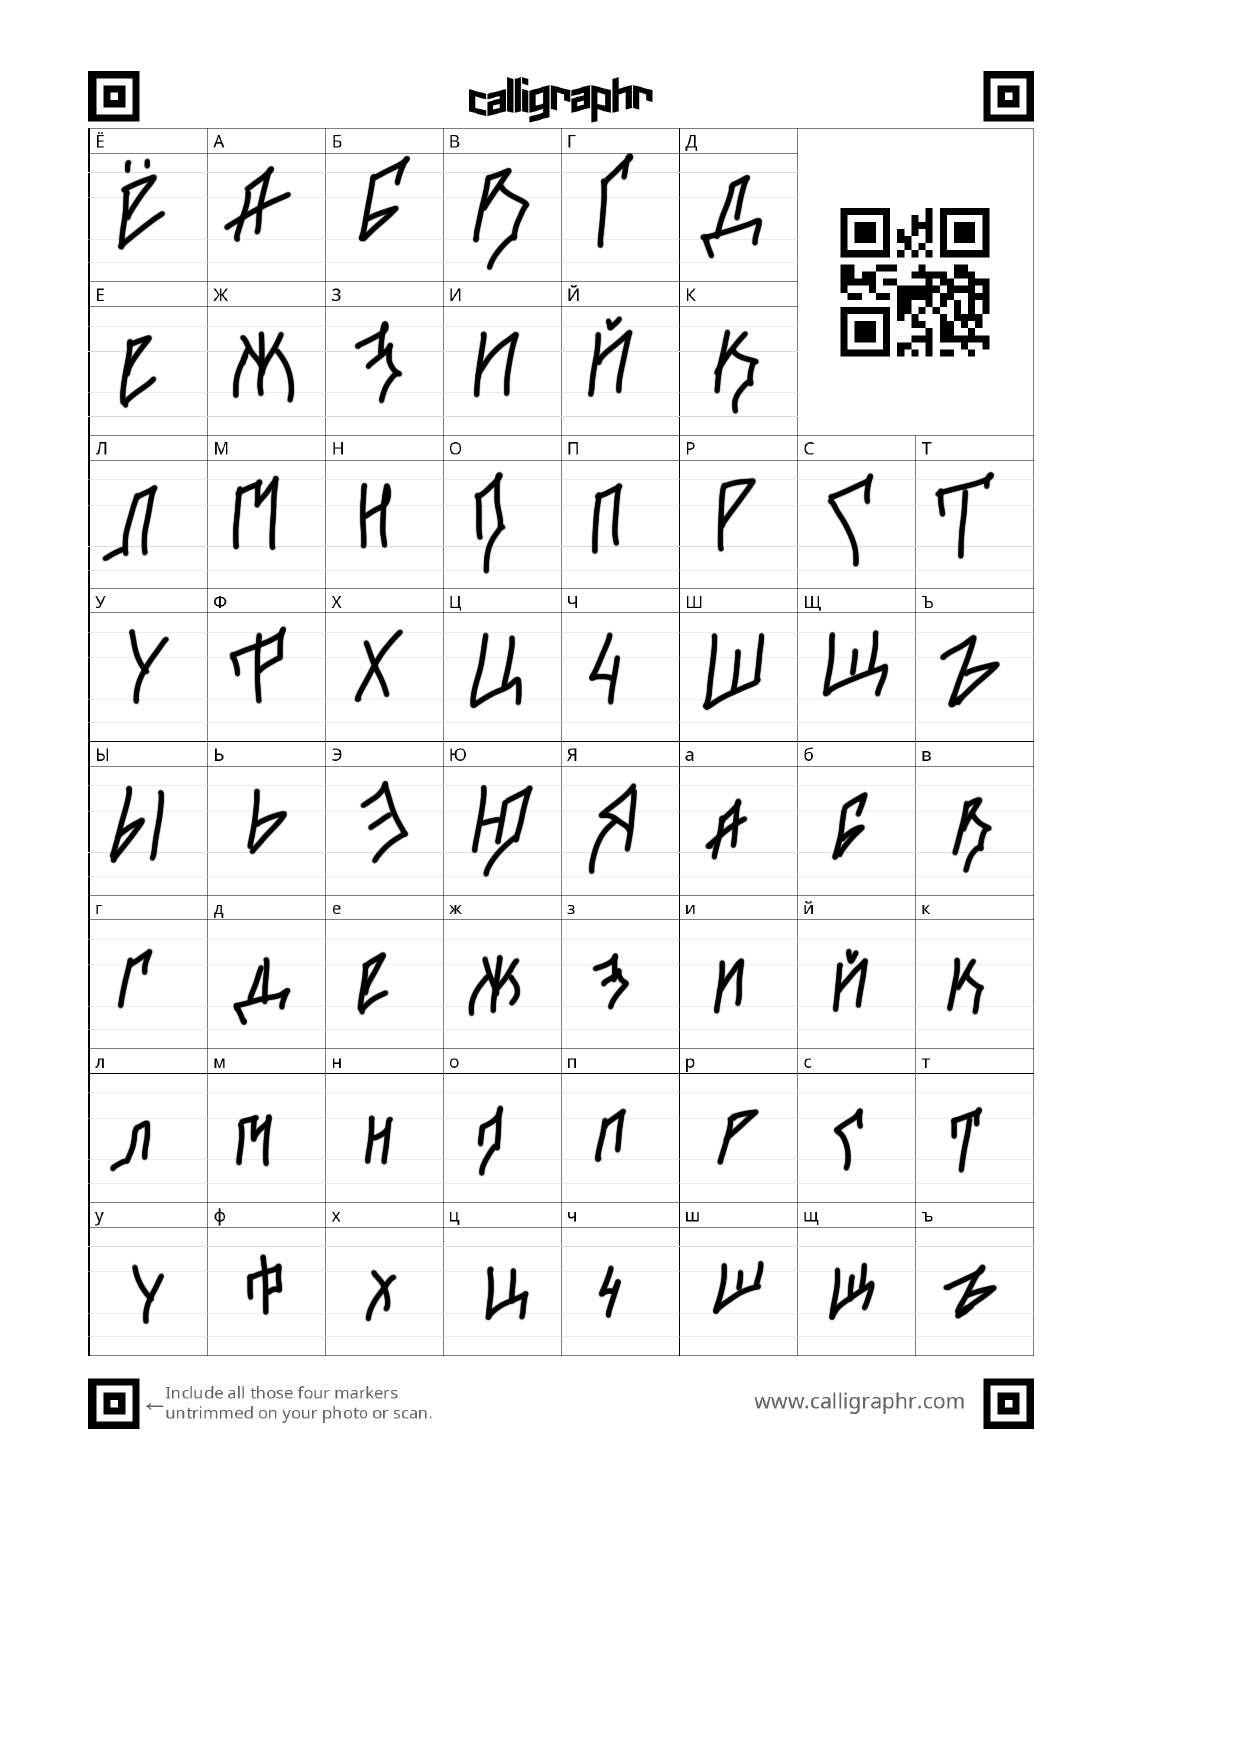 calligraphr
Ё А Б В Г Д
Ё А Б В Г Д
Е Ж З И Й К
Е Ж З И Й К
Л М Н О П Р С Т
Л М Н О П Р С Т
У Ф Х Ц Ч Ш Щ Ъ
У Ф Х Ц Ч Ш Щ Ъ
Ы Ь Э Ю Я а б в
Ы Ь Э Ю Я а б в
г д е ж з и й к
г д е ж з и й к
л м н о п р с т
л м н о п р с т
у ф х ц ч ш щ ъ
у ф х ц ч ш щ ъ
←Include all those four markers
untrimmed on your photo or scan.
www.calligraphr.com